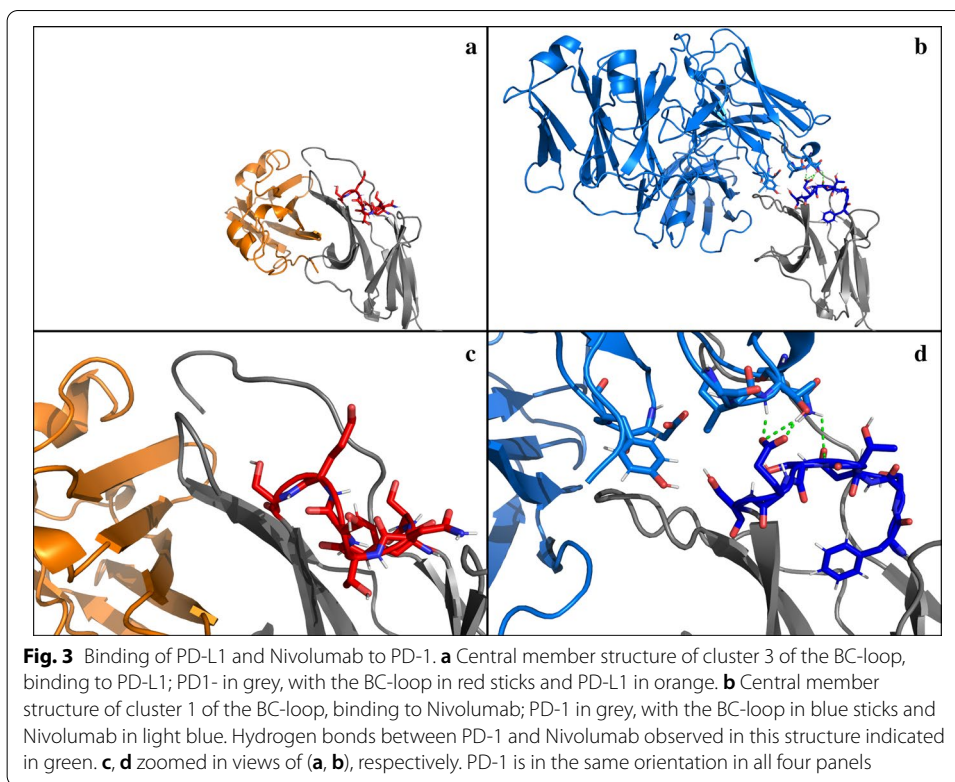 a
b
c
d
Fig. 3 Binding of PD-L1 and Nivolumab to PD-1. a Central member structure of cluster 3 of the BC-loop,
binding to PD-L1; PD1- in grey, with the BC-loop in red sticks and PD-L1 in orange. b Central member
structure of cluster 1 of the BC-loop, binding to Nivolumab; PD-1 in grey, with the BC-loop in blue sticks and
Nivolumab in light blue. Hydrogen bonds between PD-1 and Nivolumab observed in this structure indicated
in green. c, d zoomed in views of (a, b), respectively. PD-1 is in the same orientation in all four panels